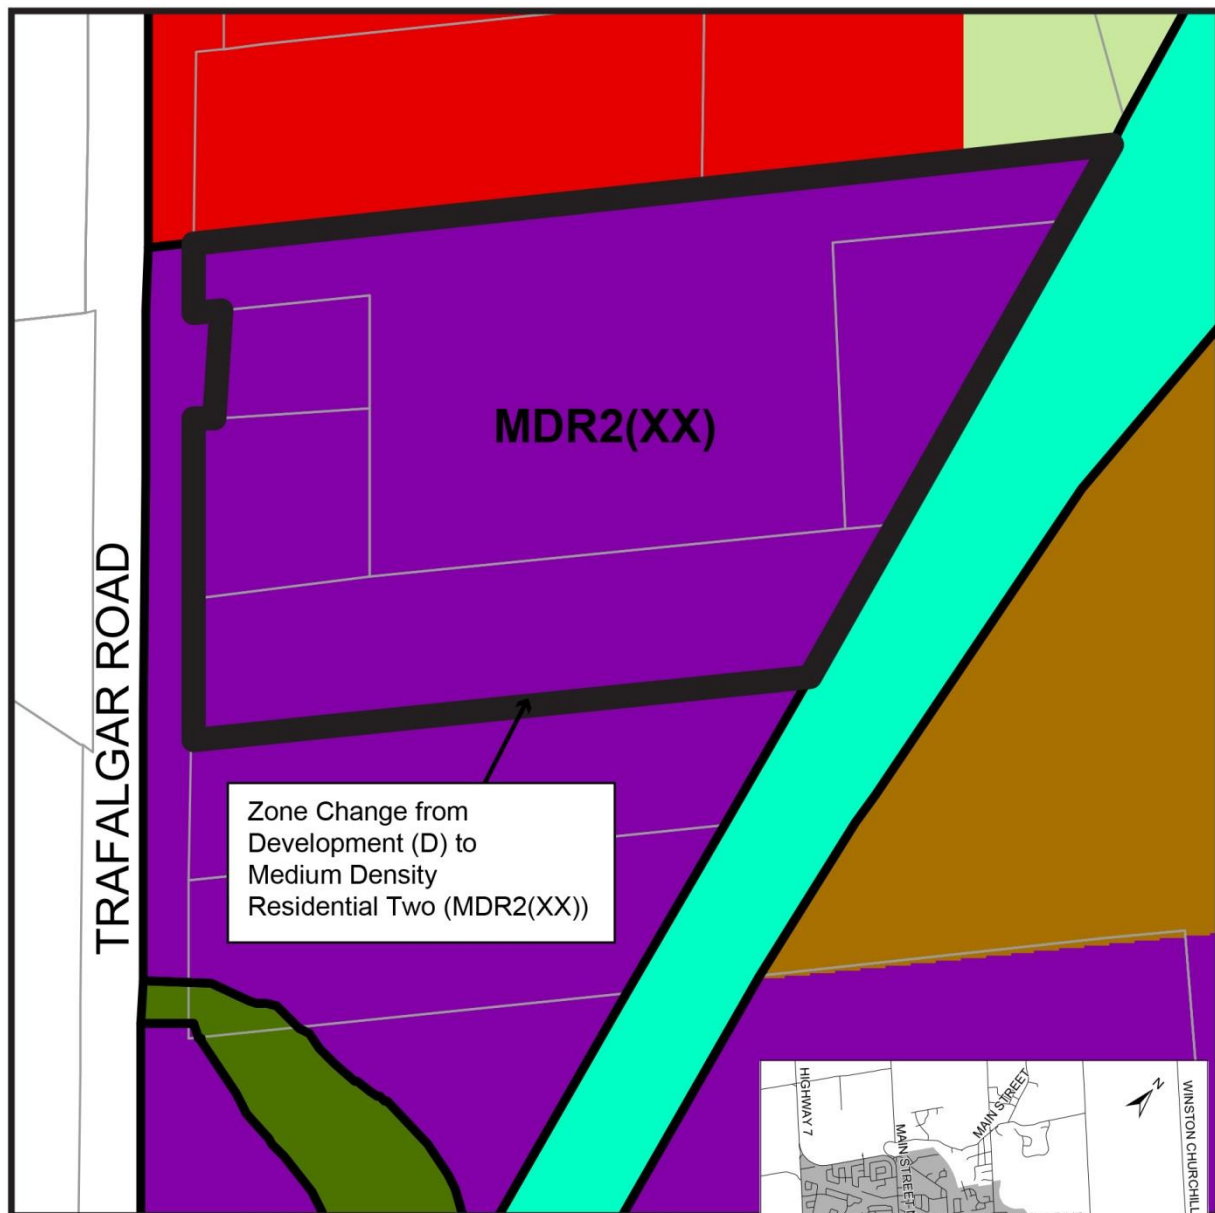 MDR2(XX)
TRAFALGAR ROAD
Zone Change from
Development (D) to
Medium Density
Residential Two (MDR2(XX))
HIGHWAY 7
MAIN STREET
MAIN STREET
N
WINSTON CHURCHILL